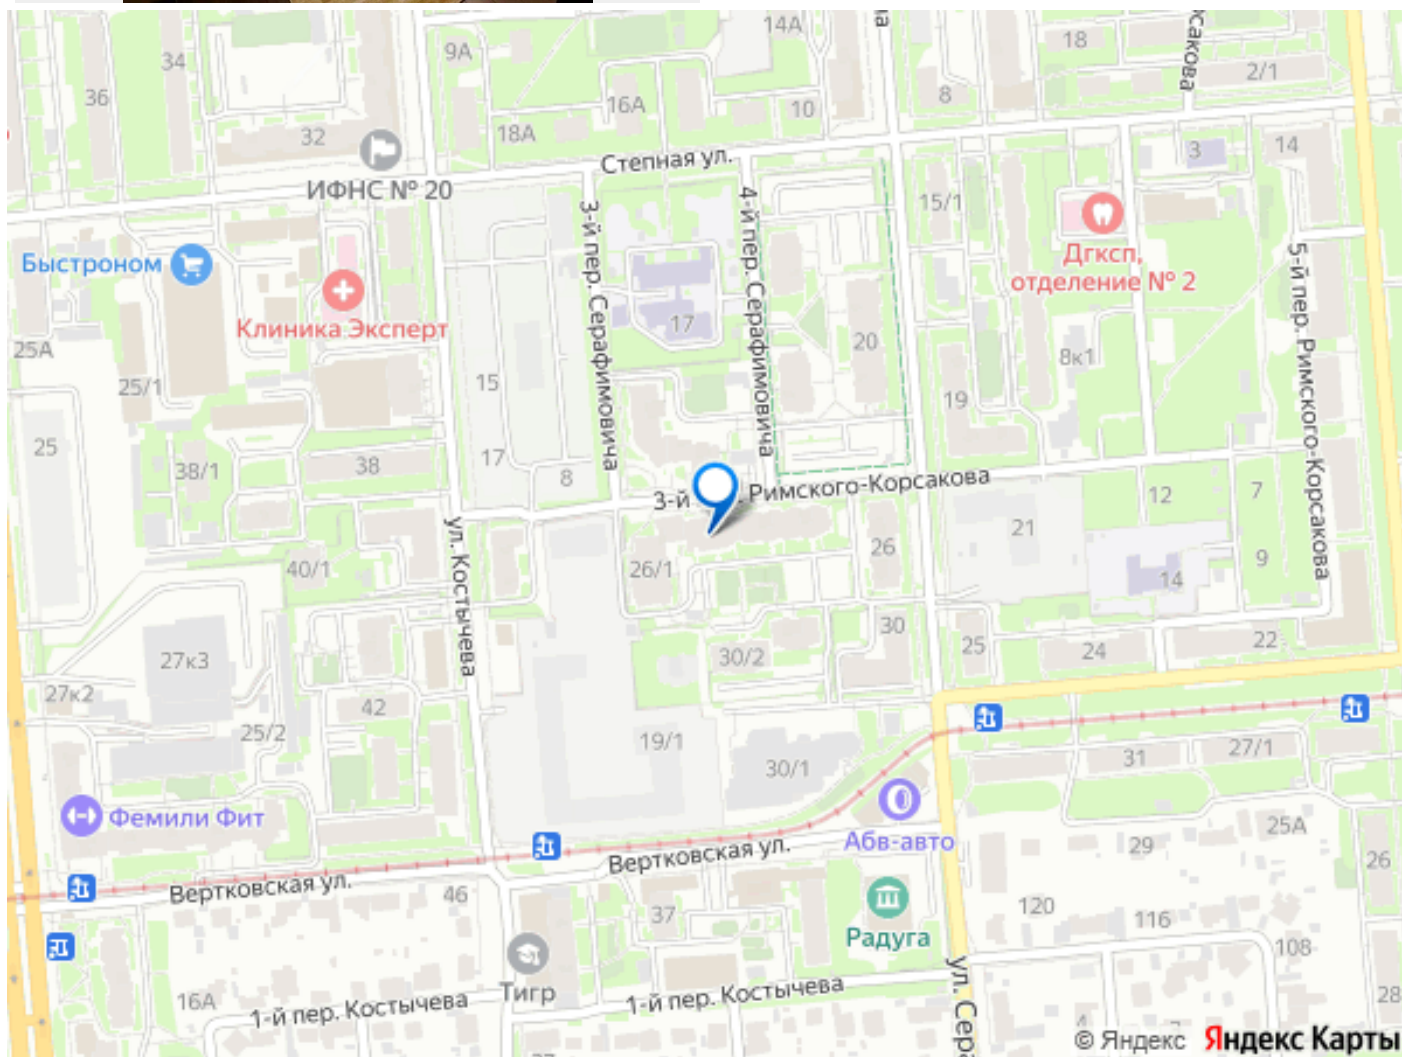 14А
на
рсакова
18
9А
34
2/1
36
8
16А
10
32
18А
3
14
Степная ул.
ИФНС № 20
15/1
3-й пер. Серафимовича
4-й пер. Серафимовича
Быстроном
Дгксп,
отделение № 2
5-й пер. Римского-Корсакова
17
Клиника Эксперт
25А
20
8к1
25/1
15
19
25
17
38/1
38
8
3-й
Римского-Корсакова
12
7
21
26
9
ул. Костычева
40/1
26/1
14
30
25
24
22
30/2
27к3
27к2
42
25/2
19/1
30/1
31
27/1
Фемили Фит
Абв-авто
25А
29
Вертковская ул.
26
Вертковская ул.
46
37
120
116
Радуга
108
Тигр
16А
1-й пер. Костычева
1-й пер. Костычева
ул. Сера
28
4
© Яндекс Яндекс Карты